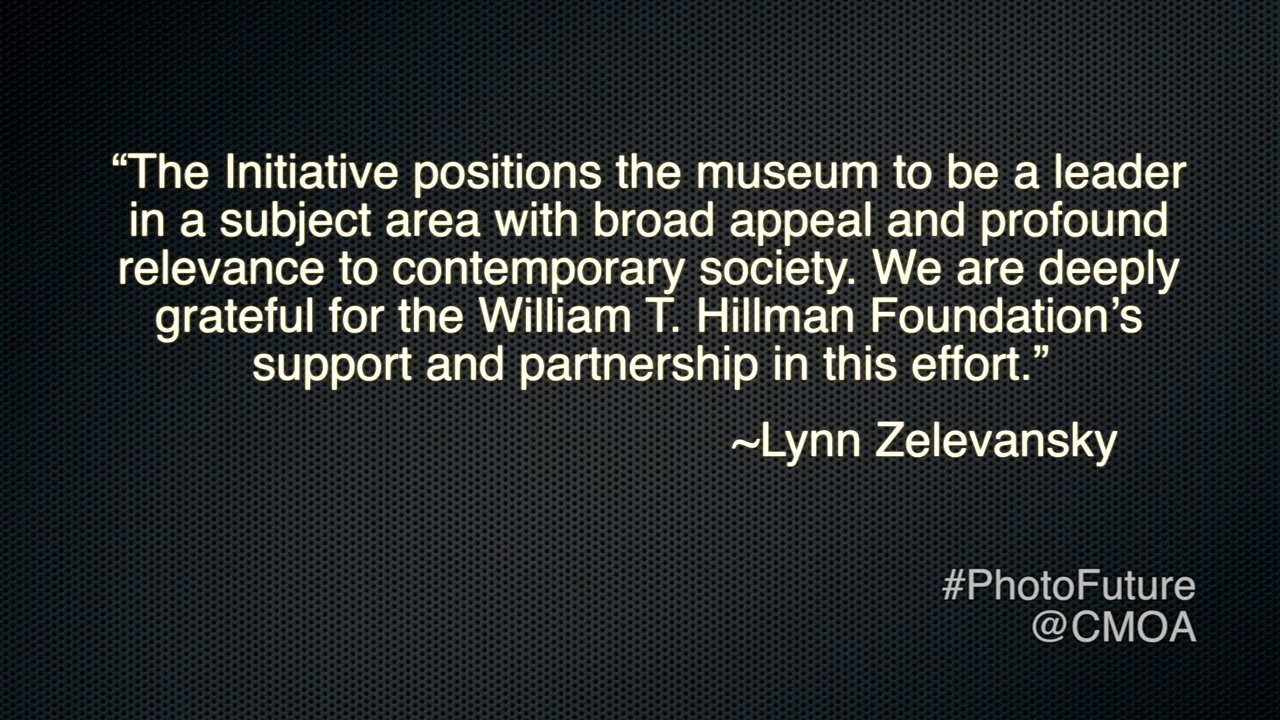 “The Initiative positions the museum to be a leader
in a subject area with broad appeal and profound
relevance to contemporary society. We are deeply
grateful for the William T. Hillman Foundation’s
support and partnership in this effort.”
~Lynn Zelevansky
#PhotoFuture
@CMOA